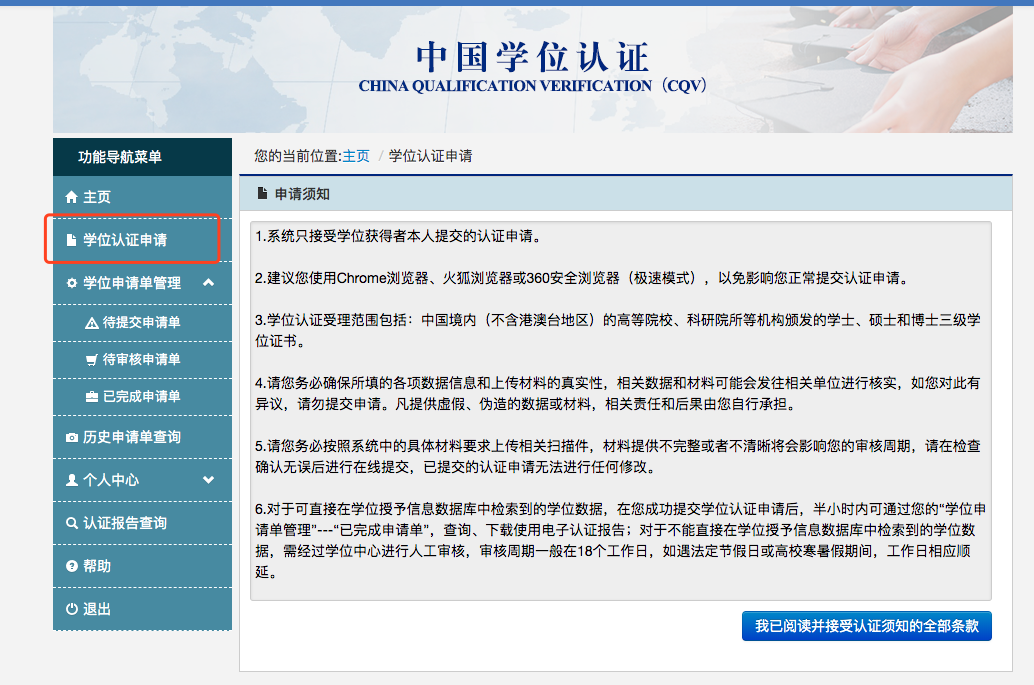 中国学位认证
CHINA QUALIFICATION VERIFICATION（CQV）
功能导航菜单
主页
学位认证申请
学位申请单管理
待提交申请单
待审核申请单
已完成申请单
历史申请单查询
个人中心
认证报告查询
帮助
退出
您的当前位置:主页 / 学位认证申请
申请须知
1.系统只接受学位获得者本人提交的认证申请。
2.建议您使用Chrome浏览器、火狐浏览器或360安全浏览器（极速模式），以免影响您正常提交认证申请。
3.学位认证受理范围包括：中国境内（不含港澳台地区）的高等院校、科研院所等机构颁发的学士、硕士和博士三级学
位证书。
4.请您务必确保所填的各项数据信息和上传材料的真实性，相关数据和材料可能会发往相关单位进行核实，如您对此有
异议，请勿提交申请。凡提供虚假、伪造的数据或材料，相关责任和后果由您自行承担。
5.请您务必按照系统中的具体材料要求上传相关扫描件，材料提供不完整或者不清晰将会影响您的审核周期，请在检查
确认无误后进行在线提交，已提交的认证申请无法进行任何修改。
6.对于可直接在学位授予信息数据库中检索到的学位数据，在您成功提交学位认证申请后，半小时内可通过您的“学位申
请单管理”---“已完成申请单”，查询、下载使用电子认证报告；对于不能直接在学位授予信息数据库中检索到的学位数
据，需经过学位中心进行人工审核，审核周期一般在18个工作日，如遇法定节假日或高校寒暑假期间，工作日相应顺
延。
我已阅读并接受认证须知的全部条款